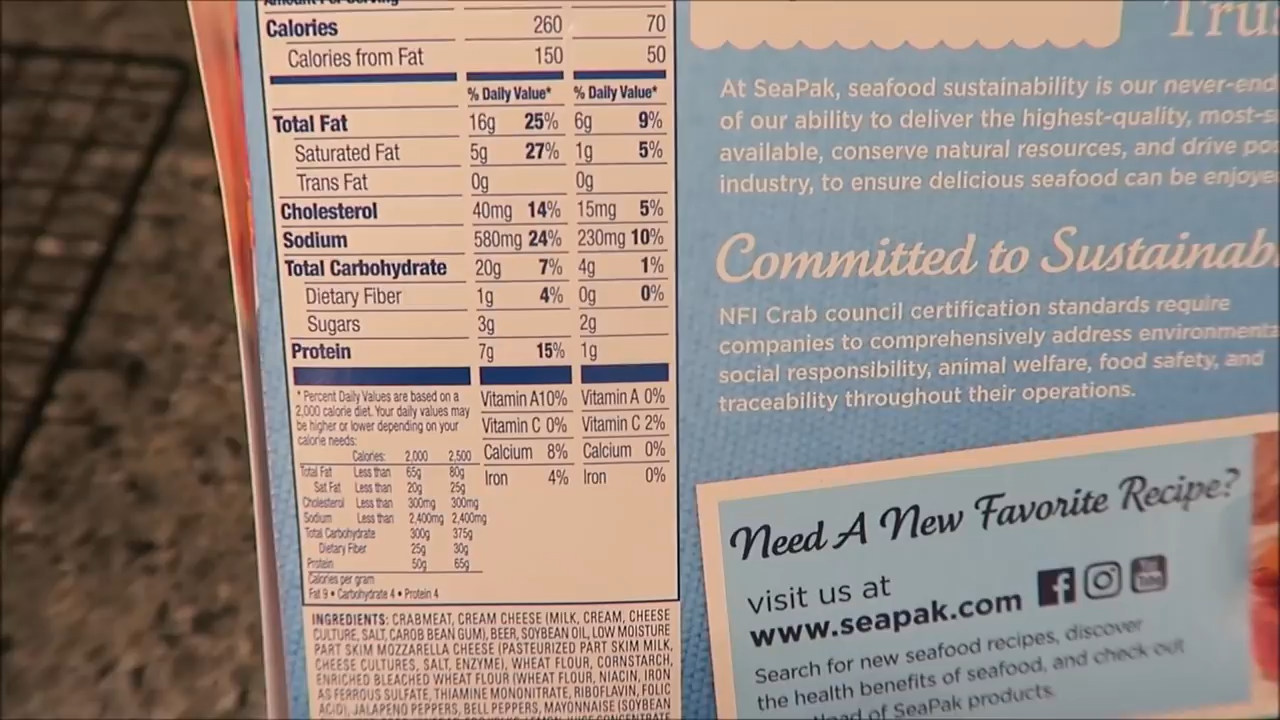 Amount Per Serving
Calories 260 70
Calories from Fat 150 50
% Daily Value* % Daily Value*
Total Fat 16g 25% 6g 9%
Saturated Fat 5g 27% 1g 5%
Trans Fat 0g 0g
Cholesterol 40mg 14% 15mg 5%
Sodium 580mg 24% 230mg 10%
Total Carbohydrate 20g 7% 4g 1%
Dietary Fiber 1g 4% 0g 0%
Sugars 3g 2g
Protein 7g 15% 1g
* Percent Daily Values are based on a
2,000 calorie diet. Your daily values may
be higher or lower depending on your
calorie needs:
Calories: 2,000 2,500
Total Fat Less than 65g 80g
Sat Fat Less than 20g 25g
Cholesterol Less than 300mg 300mg
Sodium Less than 2,400mg 2,400mg
Total Carbohydrate 300g 375g
Dietary Fiber 25g 30g
Protein 50g 65g
Calories per gram
Fat 9 • Carbohydrate 4 • Protein 4
Vitamin A 10% Vitamin A 0%
Vitamin C 0% Vitamin C 2%
Calcium 8% Calcium 0%
Iron 4% Iron 0%
INGREDIENTS: CRABMEAT, CREAM CHEESE (MILK, CREAM, CHEESE
CULTURE, SALT, CAROB BEAN GUM), BEER, SOYBEAN OIL, LOW MOISTURE
PART SKIM MOZZARELLA CHEESE (PASTEURIZED PART SKIM MILK,
CHEESE CULTURES, SALT, ENZYME), WHEAT FLOUR, CORNSTARCH,
ENRICHED BLEACHED WHEAT FLOUR (WHEAT FLOUR, NIACIN, IRON
AS FERROUS SULFATE, THIAMINE MONONITRATE, RIBOFLAVIN, FOLIC
ACID), JALAPENO PEPPERS, BELL PEPPERS, MAYONNAISE (SOYBEAN
Tru
At SeaPak, seafood sustainability is our never-end
of our ability to deliver the highest-quality, most-s
available, conserve natural resources, and drive po
industry, to ensure delicious seafood can be enjoye
Committed to Sustainab
NFI Crab council certification standards require
companies to comprehensively address environmenta
social responsibility, animal welfare, food safety, and
traceability throughout their operations.
Need A New Favorite Recipe?
visit us at
www.seapak.com
Search for new seafood recipes, discover
the health benefits of seafood, and check out
of SeaPak products.